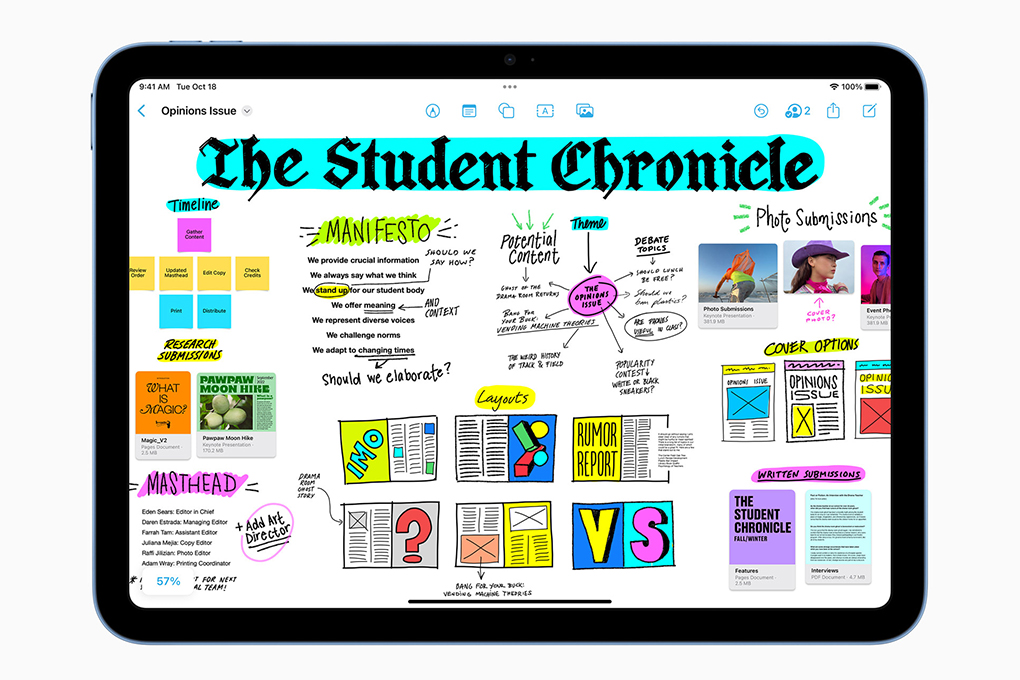 9:41 AM Tue Oct 18
100%
Opinions Issue
A
2
The Student Chronicle
Timeline
Gather
Content
Review
Order
Updated
Masthead
Edit Copy
Check
Credits
Print
Distribute
RESEARCH
SUBMISSIONS
WHAT
IS
MAGIC?
Magic_V2
Pages Document ·
3.5 MB
PAWPAW
MOON HIKE
September
2022
Pawpaw Moon Hike
Keynote Presentation ·
170.2 MB
MASTHEAD
Eden Sears: Editor in Chief
Daren Estrada: Managing Editor
Farrah Tam: Assistant Editor
Juliana Mejia: Copy Editor
Raffi Jilizian: Photo Editor
Adam Wray: Printing Coordinator
+ Add Art
Director
T FOR NEXT
AL TEAM!
57%
MANIFESTO
We provide crucial information
We always say what we think
We stand up for our student body
We offer meaning
We represent diverse voices
We challenge norms
We adapt to changing times
SHOULD WE
SAY HOW?
AND
CONTEXT
Should we elaborate?
Potential
Content
GHOST OF THE
DRAMA ROOM RETURNS
BANG FOR
YOUR BUCK:
VENDING MACHINE THEORIES
THE WEIRD HISTORY
OF TRACK & FIELD
Theme
THE
OPINIONS
ISSUE
DEBATE
TOPICS
SHOULD LUNCH
BE FREE?
Should we
ban plastics?
ARE PHONES
USEFUL IN CLASS?
POPULARITY
CONTEST
WHITE OR BLACK
SNEAKERS?
Layouts
IMO
RUMOR
REPORT
DRAMA
ROOM
GHOST
STORY
?
VS
BANG FOR YOUR BUCK:
VENDING MACHINE THEORIES
Photo Submissions
Photo Submissions
Keynote Presentation ·
381.9 MB
COVER
PHOTO?
Event Ph
Keynote P
381.9 MB
COVER OPTIONS
OPINIONS ISSUE
OPINIONS
ISSUE
OPINIO
ISSU
WRITTEN SUBMISSIONS
THE
STUDENT
CHRONICLE
FALL/WINTER
Features
Pages Document ·
2.5 MB
Interviews
PDF Document · 4.7 MB